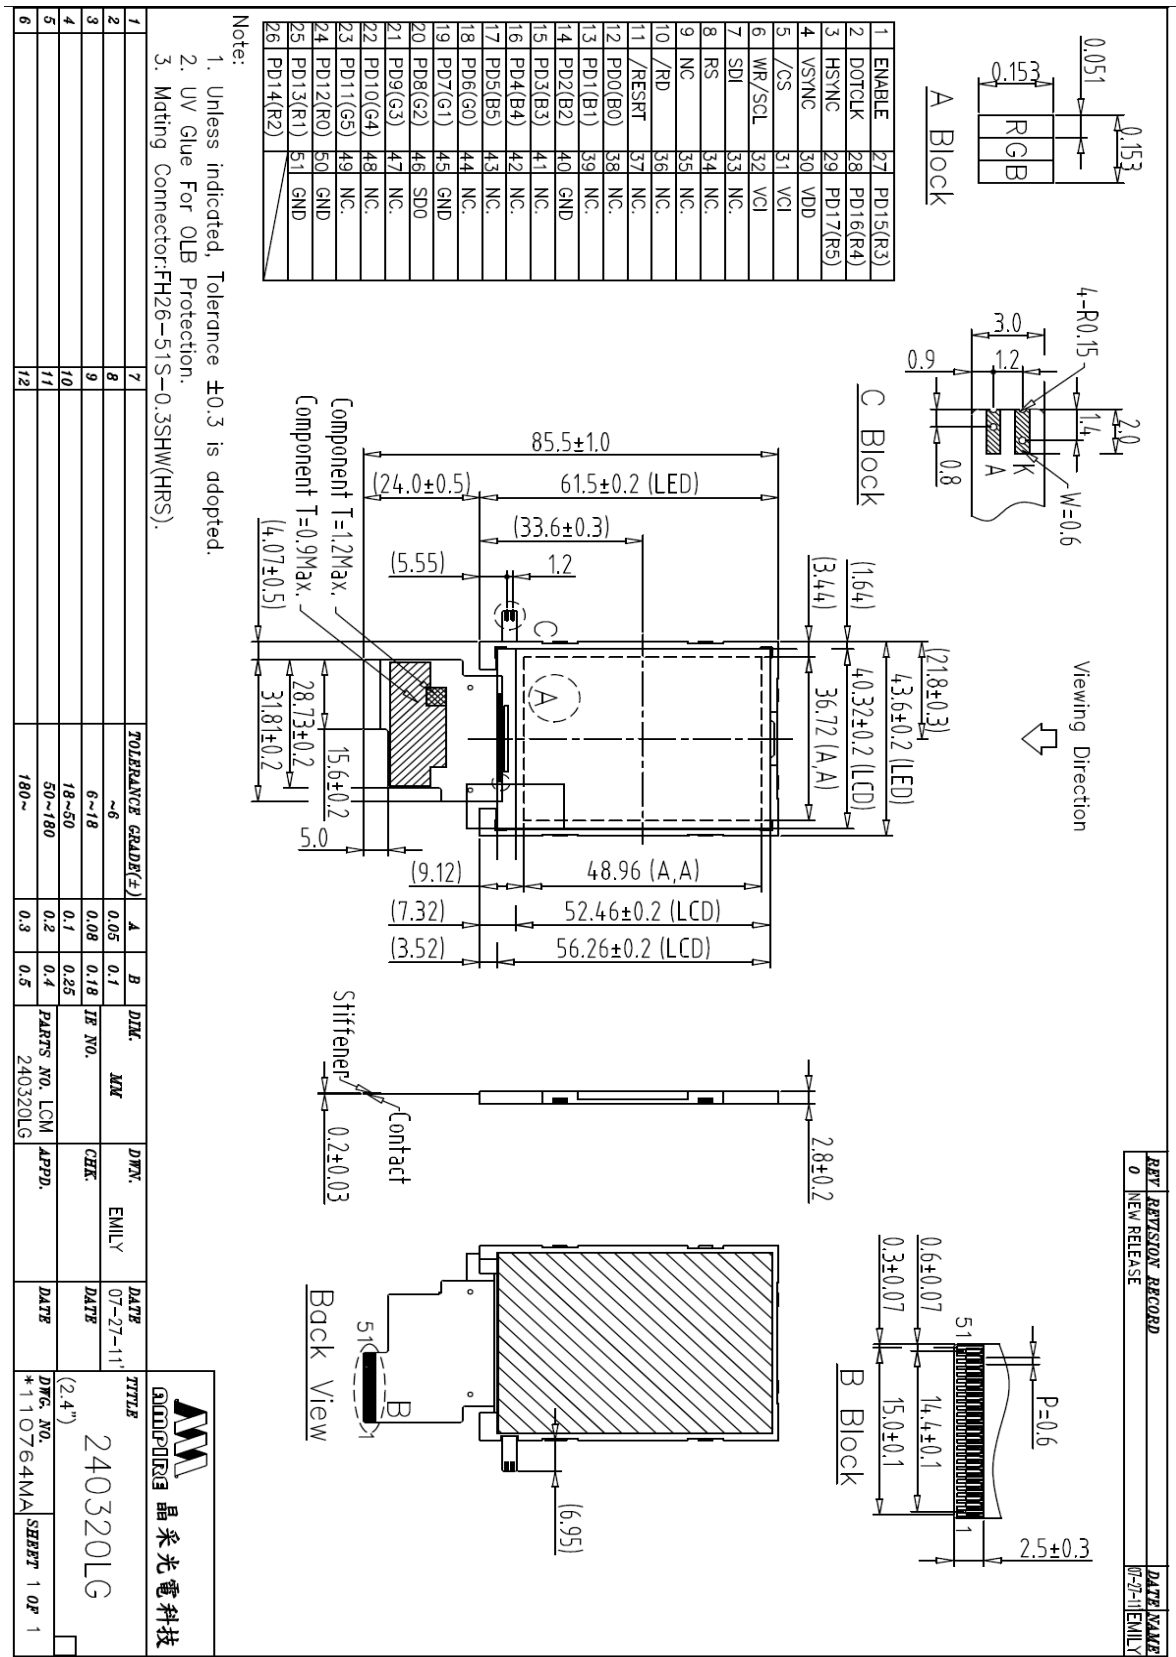 A Block
0.051
0.153
0.153
R G B
C Block
4-R0.15
3.0
1.2
0.9
1.4
2.0
0.8
A
K
W=0.6
Viewing Direction
REV REVISION RECORD DATE NAME
0 NEW RELEASE 07-27-11 EMILY
1 ENABLE 27 PD15(R3)
2 DOTCLK 28 PD16(R4)
3 HSYNC 29 PD17(R5)
4 VSYNC 30 VDD
5 /CS 31 VCI
6 WR/SCL 32 VCI
7 SDI 33 NC.
8 RS 34 NC.
9 NC 35 NC.
10 /RD 36 NC.
11 /RESRT 37 NC.
12 PD0(B0) 38 NC.
13 PD1(B1) 39 NC.
14 PD2(B2) 40 GND
15 PD3(B3) 41 NC.
16 PD4(B4) 42 NC.
17 PD5(B5) 43 NC.
18 PD6(G0) 44 NC.
19 PD7(G1) 45 GND
20 PD8(G2) 46 SDO
21 PD9(G3) 47 NC.
22 PD10(G4) 48 NC.
23 PD11(G5) 49 NC.
24 PD12(R0) 50 GND
25 PD13(R1) 51 GND
26 PD14(R2)
(21.8±0.3)
43.6±0.2 (LED)
40.32±0.2 (LCD)
36.72 (A,A)
(1.64)
(3.44)
85.5±1.0
(24.0±0.5)
61.5±0.2 (LED)
(33.6±0.3)
(5.55)
1.2
C
A
Component T=1.2Max.
Component T=0.9Max.
(4.07±0.5)
15.6±0.2
28.73±0.2
31.81±0.2
5.0
(9.12)
48.96 (A,A)
(7.32)
52.46±0.2 (LCD)
(3.52)
56.26±0.2 (LCD)
2.8±0.2
Stiffener
Contact
0.2±0.03
Back View
51
B
1
(6.95)
B Block
0.6±0.07
0.3±0.07
51
1
14.4±0.1
15.0±0.1
P=0.6
2.5±0.3
Note:
1. Unless indicated, Tolerance ±0.3 is adopted.
2. UV Glue For OLB Protection.
3. Mating Connector:FH26-51S-0.3SHW(HRS).
1 7 TOLERANCE GRADE(±) A B
2 8 ~6 0.05 0.1
3 9 6~18 0.08 0.18
4 10 18~50 0.1 0.25
5 11 50~180 0.2 0.4
6 12 180~ 0.3 0.5
DIM. MM
DWN. EMILY
DATE 07-27-11'
IE NO.
CHK.
DATE
PARTS NO. LCM
240320LG
APPD.
DATE
AMPIRE 晶采光電科技
TITLE
240320LG
(2.4")
DWG. NO.
*110764MA
SHEET 1 OF 1